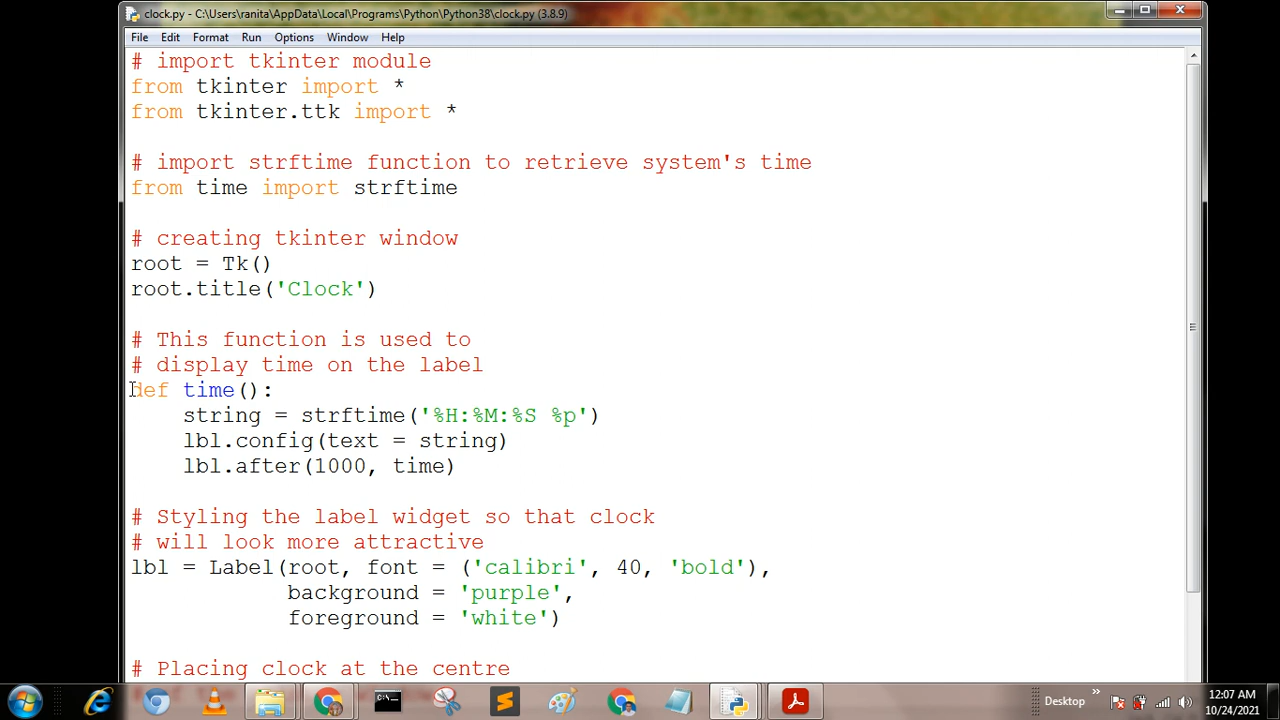 clock.py - C:\Users\ranita\AppData\Local\Programs\Python\Python38\clock.py (3.8.9)
File Edit Format Run Options Window Help
# import tkinter module
from tkinter import *
from tkinter.ttk import *
# import strftime function to retrieve system's time
from time import strftime
# creating tkinter window
root = Tk()
root.title('Clock')
# This function is used to
# display time on the label
def time():
    string = strftime('%H:%M:%S %p')
    lbl.config(text = string)
    lbl.after(1000, time)
# Styling the label widget so that clock
# will look more attractive
lbl = Label(root, font = ('calibri', 40, 'bold'),
            background = 'purple',
            foreground = 'white')
# Placing clock at the centre
Desktop
12:07 AM
10/24/2021